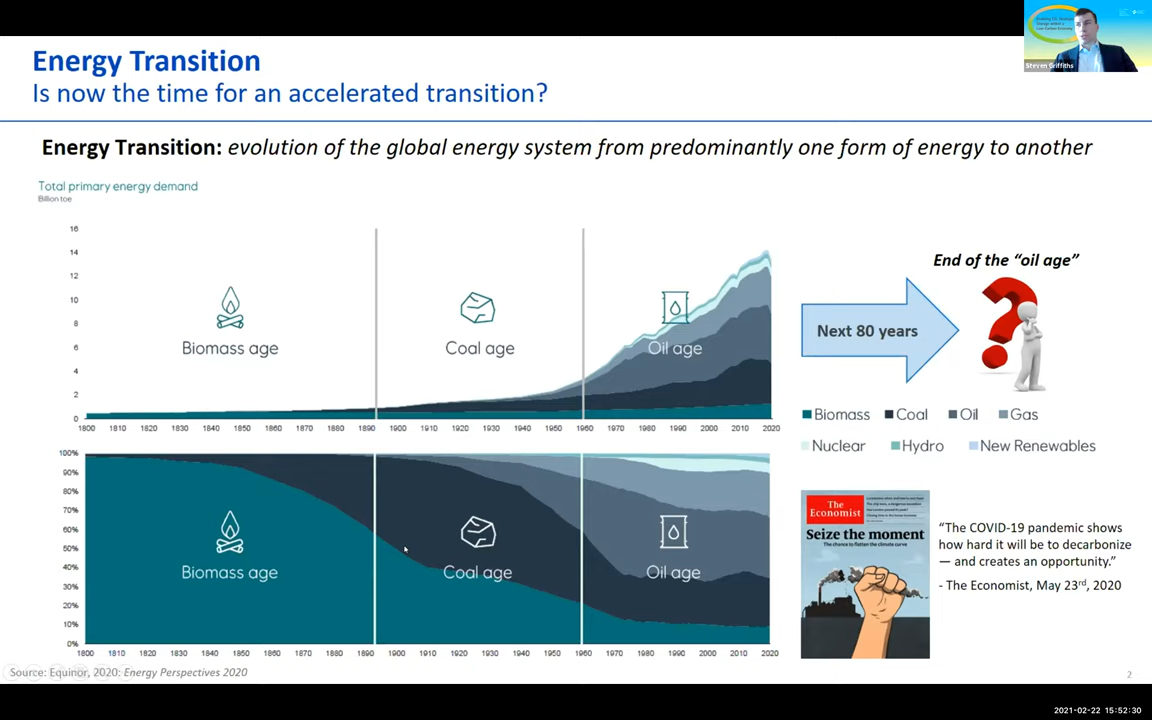 Building EU Strategic
Energy within a
Low-Carbon Economy
Steven Griffiths
Energy Transition
Is now the time for an accelerated transition?
Energy Transition: evolution of the global energy system from predominantly one form of energy to another
Total primary energy demand
Billion toe
16
14
12
10
8
6
4
2
0
Biomass age
Coal age
Oil age
1800 1810 1820 1830 1840 1850 1860 1870 1880 1890 1900 1910 1920 1930 1940 1950 1960 1970 1980 1990 2000 2010 2020
100%
90%
80%
70%
60%
50%
40%
30%
20%
10%
0%
Biomass age
Coal age
Oil age
1800 1810 1820 1830 1840 1850 1860 1870 1880 1890 1900 1910 1920 1930 1940 1950 1960 1970 1980 1990 2000 2010 2020
End of the “oil age”
Next 80 years
Biomass Coal Oil Gas
Nuclear Hydro New Renewables
The
Economist
Seize the moment
The chance to flatten the climate curve
“The COVID-19 pandemic shows
how hard it will be to decarbonize
— and creates an opportunity.”
- The Economist, May 23rd, 2020
Source: Equinor, 2020: Energy Perspectives 2020
2
2021-02-22 15:52:30